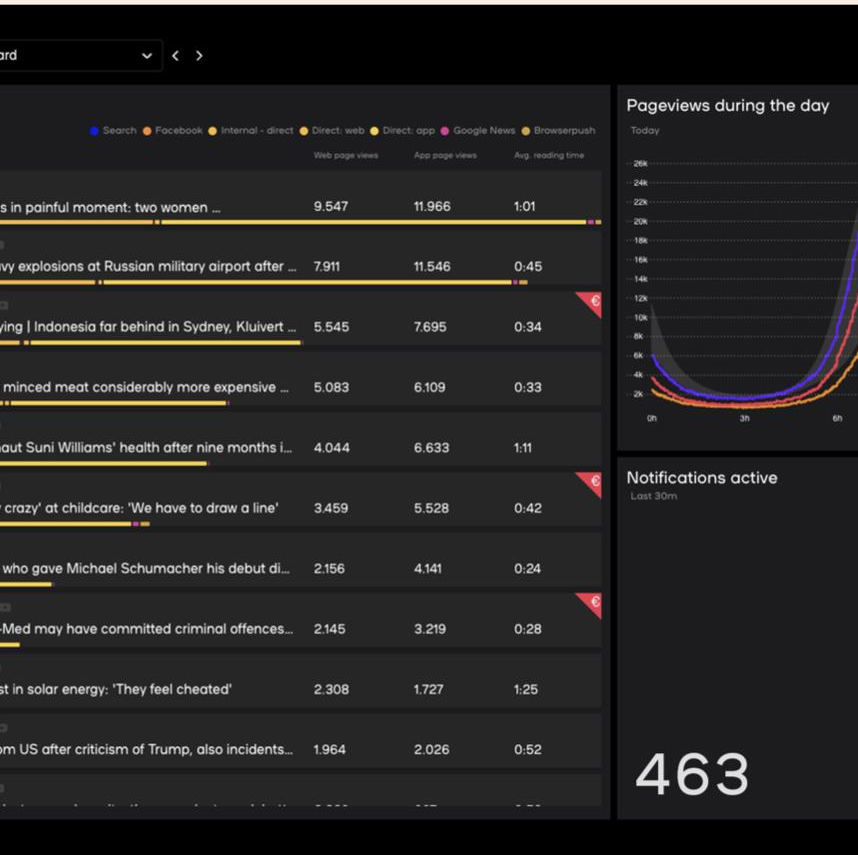 ard
Search Facebook Internal - direct Direct: web Direct: app Google News Browserpush
Web page views App page views Avg. reading time
s in painful moment: two women ... 9.547 11.966 1:01
vy explosions at Russian military airport after ... 7.911 11.546 0:45
€
ying | Indonesia far behind in Sydney, Kluivert ... 5.545 7.695 0:34
minced meat considerably more expensive ... 5.083 6.109 0:33
aut Suni Williams' health after nine months i... 4.044 6.633 1:11
€
crazy' at childcare: 'We have to draw a line' 3.459 5.528 0:42
who gave Michael Schumacher his debut di... 2.156 4.141 0:24
€
-Med may have committed criminal offences... 2.145 3.219 0:28
st in solar energy: 'They feel cheated' 2.308 1.727 1:25
om US after criticism of Trump, also incidents... 1.964 2.026 0:52
Pageviews during the day
Today
26k
24k
22k
20k
18k
16k
14k
12k
10k
8k
6k
4k
2k
0h 3h 6h
Notifications active
Last 30m
463